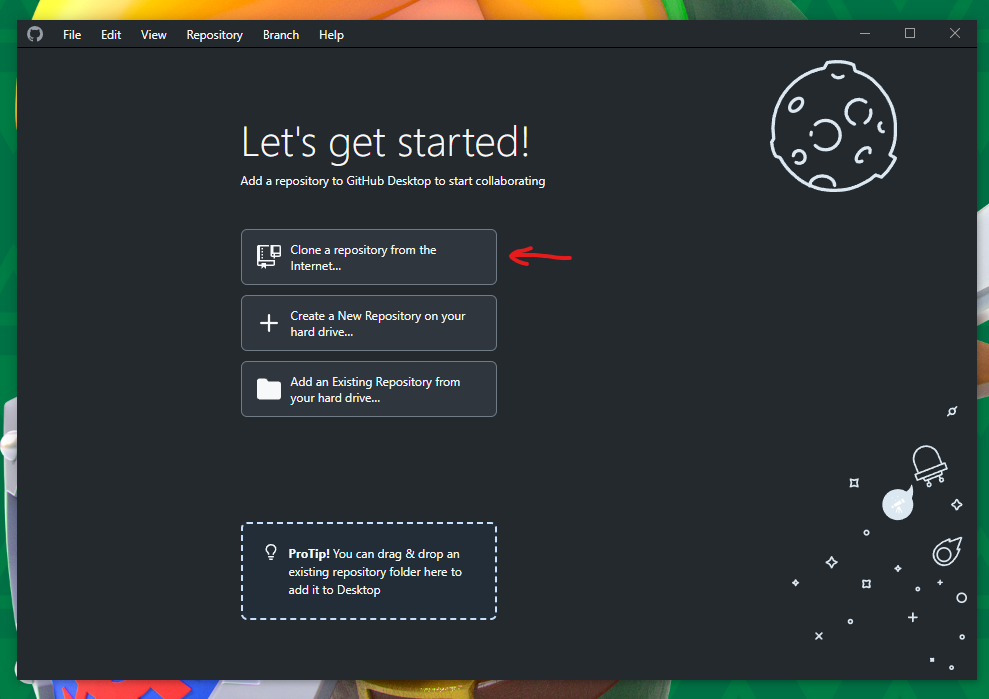 File Edit View Repository Branch Help
Let's get started!
Add a repository to GitHub Desktop to start collaborating
Clone a repository from the
Internet...
Create a New Repository on your
hard drive...
Add an Existing Repository from
your hard drive...
ProTip! You can drag & drop an
existing repository folder here to
add it to Desktop